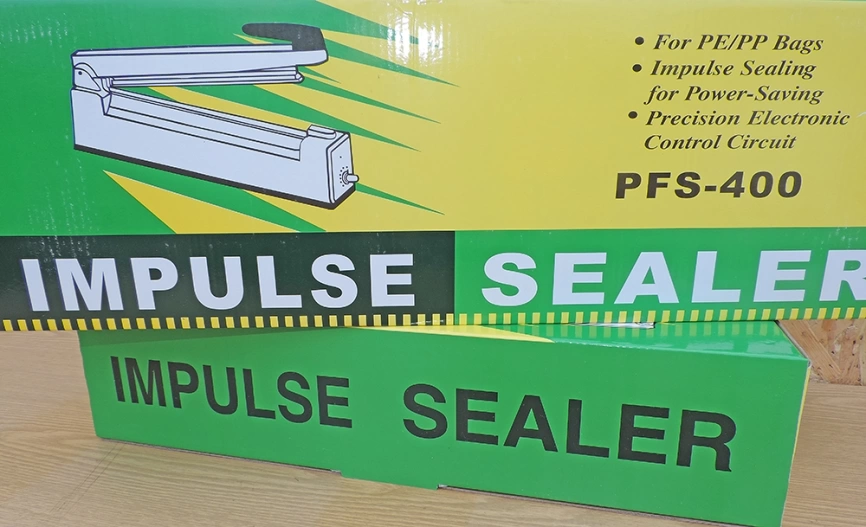 • For PE/PP Bags
• Impulse Sealing
for Power-Saving
• Precision Electronic
Control Circuit
PFS-400
IMPULSE SEALER
IMPULSE SEALER